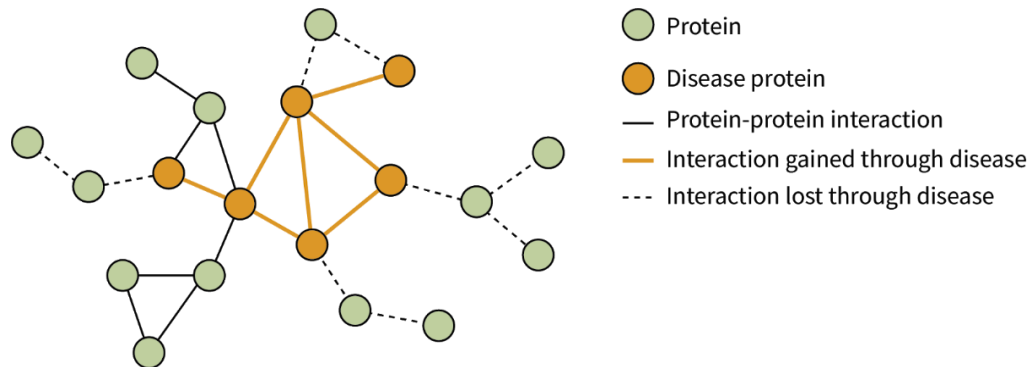 Protein
Disease protein
Protein-protein interaction
Interaction gained through disease
Interaction lost through disease